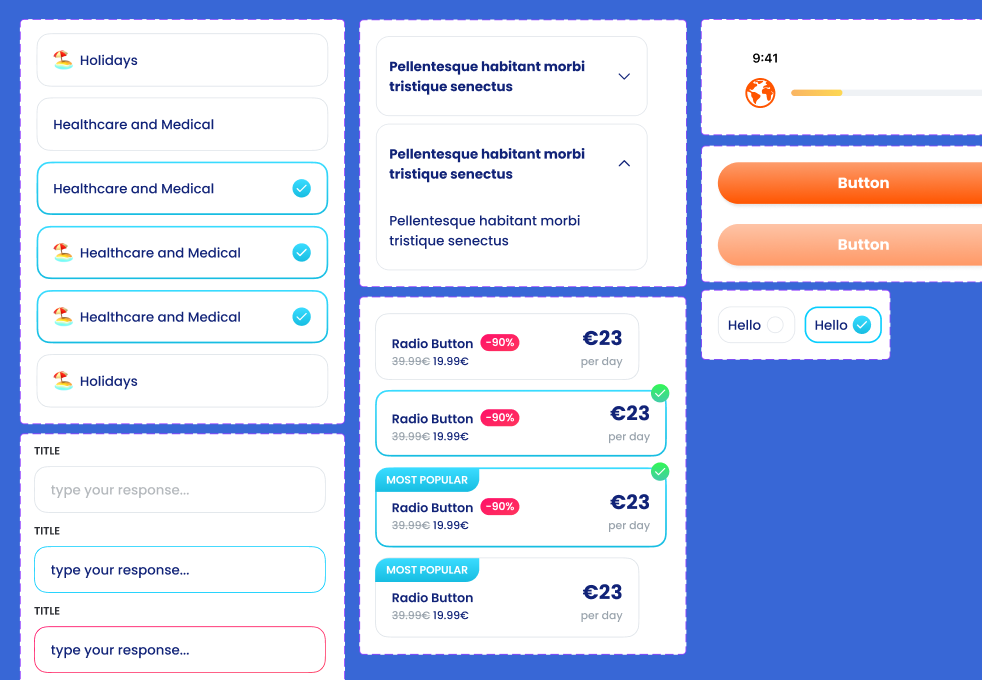 Holidays
Healthcare and Medical
Healthcare and Medical
Healthcare and Medical
Healthcare and Medical
Holidays
TITLE
type your response...
TITLE
type your response...
TITLE
type your response...
Pellentesque habitant morbi
tristique senectus
Pellentesque habitant morbi
tristique senectus
Pellentesque habitant morbi
tristique senectus
Radio Button -90% €23
39.99€ 19.99€ per day
Radio Button -90% €23
39.99€ 19.99€ per day
MOST POPULAR
Radio Button -90% €23
39.99€ 19.99€ per day
MOST POPULAR
Radio Button €23
39.99€ 19.99€ per day
9:41
Button
Button
Hello Hello